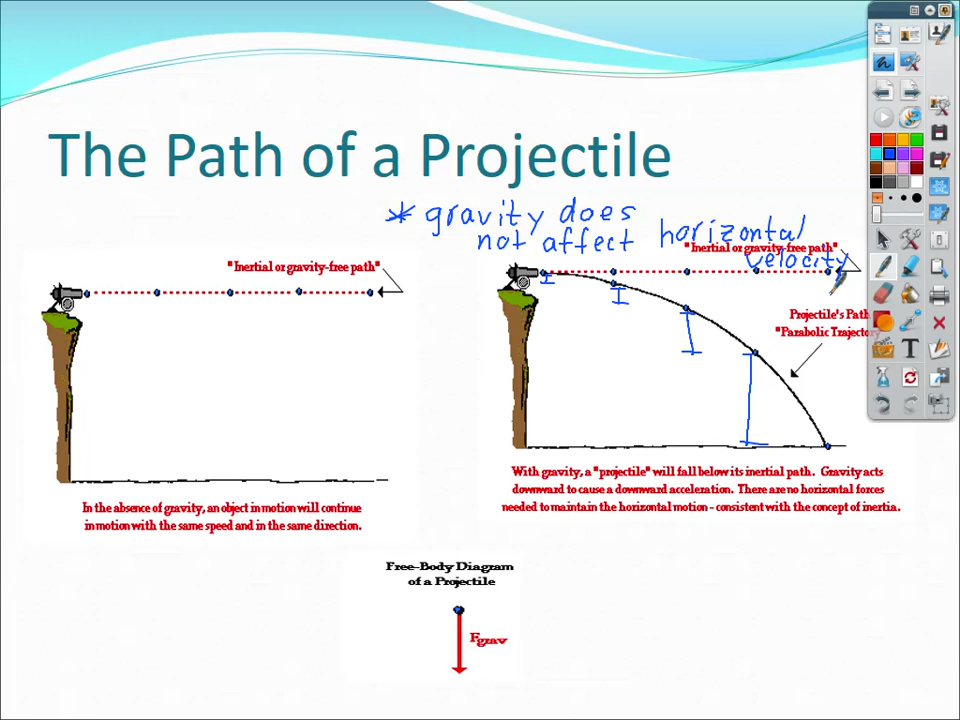 The Path of a Projectile
* gravity does
not affect horizontal
velocity
"Inertial or gravity-free path"
"Inertial or gravity-free path"
Projectile's Path
"Parabolic Trajectory
In the absence of gravity, an object in motion will continue
in motion with the same speed and in the same direction.
With gravity, a "projectile" will fall below its inertial path. Gravity acts
downward to cause a downward acceleration. There are no horizontal forces
needed to maintain the horizontal motion - consistent with the concept of inertia.
Free-Body Diagram
of a Projectile
Fgrav
T